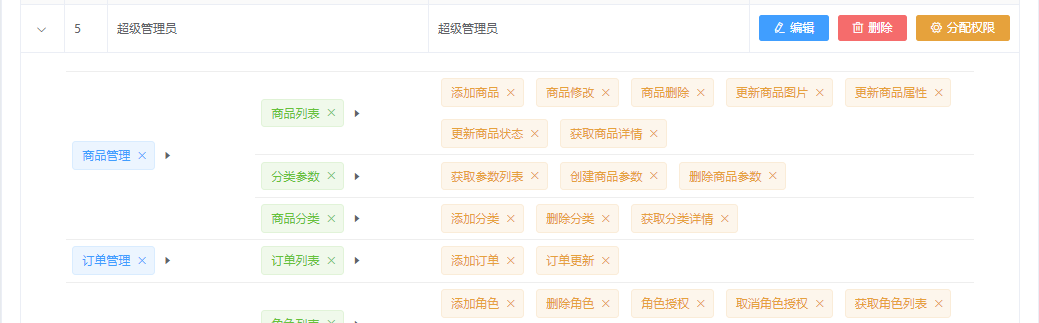 5 超级管理员 超级管理员 编辑 删除 分配权限
商品管理
商品列表
添加商品 商品修改 商品删除 更新商品图片 更新商品属性
更新商品状态 获取商品详情
分类参数
获取参数列表 创建商品参数 删除商品参数
商品分类
添加分类 删除分类 获取分类详情
订单管理
订单列表
添加订单 订单更新
角色列表
添加角色 删除角色 角色授权 取消角色授权 获取角色列表